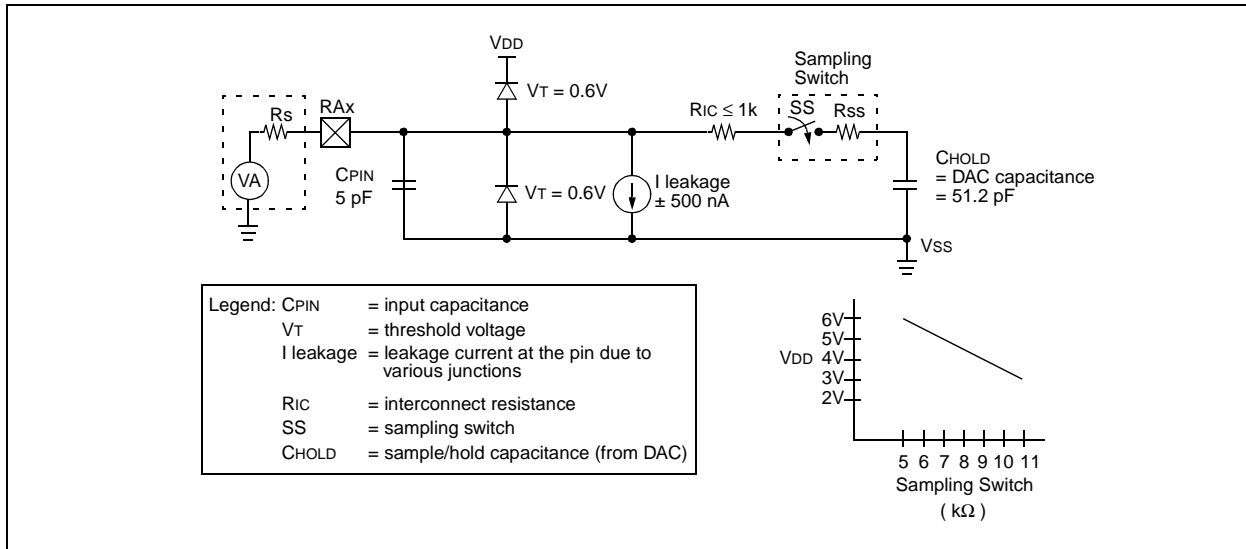 VDD
Sampling
Switch
VT = 0.6V
RIC ≤ 1k
SS
RSS
Rs
RAx
VA
CPIN
5 pF
VT = 0.6V
I leakage
± 500 nA
CHOLD
= DAC capacitance
= 51.2 pF
VSS
Legend: CPIN = input capacitance
VT = threshold voltage
I leakage = leakage current at the pin due to
various junctions
RIC = interconnect resistance
SS = sampling switch
CHOLD = sample/hold capacitance (from DAC)
6V
5V
VDD 4V
3V
2V
5 6 7 8 9 10 11
Sampling Switch
( kΩ )